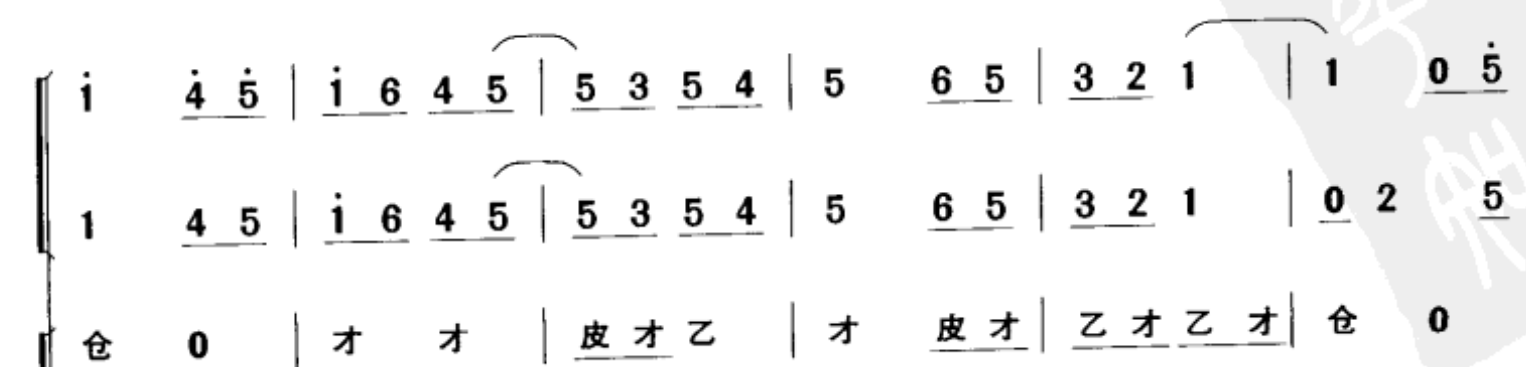 i̇ 4̇ 5̇ | i̇ 6 4 5 | 5 3 5 4 | 5 6 5 | 3 2 1 | 1 0 5̇
1 4 5 | i̇ 6 4 5 | 5 3 5 4 | 5 6 5 | 3 2 1 | 0 2 5
仓 0 | 才 才 | 皮 才 乙 | 才 皮 才 | 乙 才 乙 才 | 仓 0